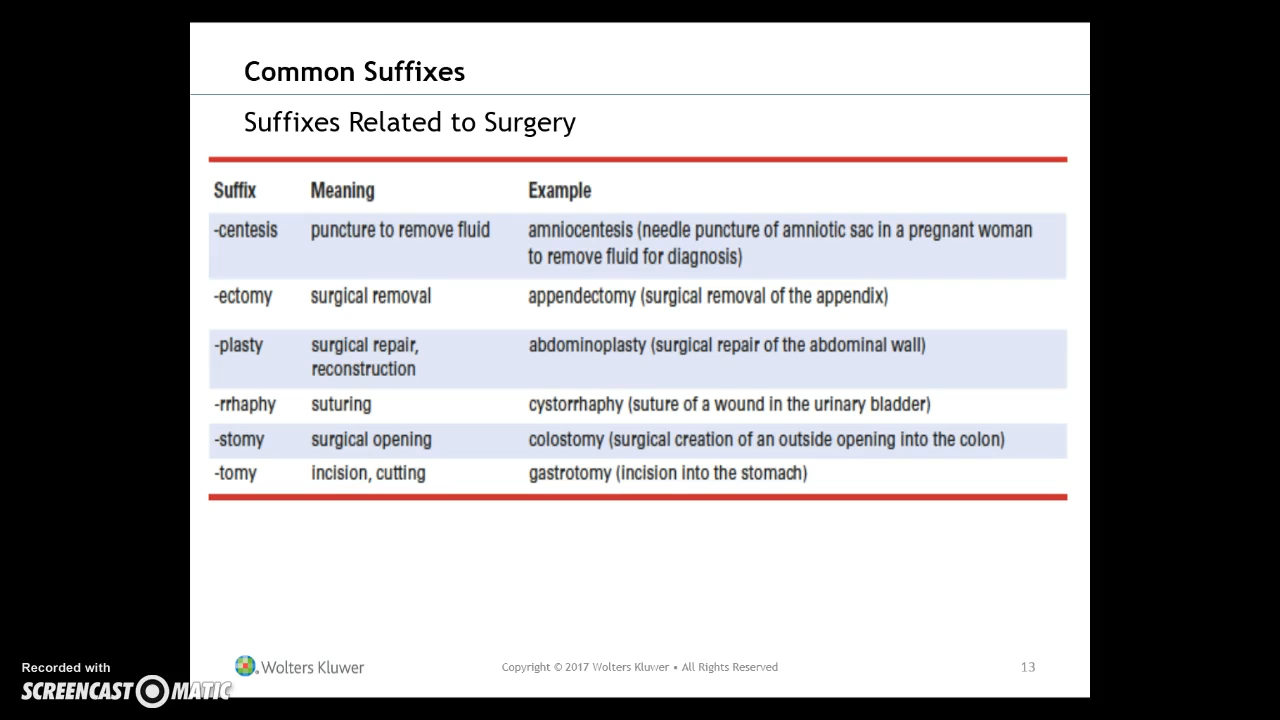 Common Suffixes
Suffixes Related to Surgery
Suffix Meaning Example
-centesis puncture to remove fluid amniocentesis (needle puncture of amniotic sac in a pregnant woman
to remove fluid for diagnosis)
-ectomy surgical removal appendectomy (surgical removal of the appendix)
-plasty surgical repair, abdominoplasty (surgical repair of the abdominal wall)
reconstruction
-rrhaphy suturing cystorrhaphy (suture of a wound in the urinary bladder)
-stomy surgical opening colostomy (surgical creation of an outside opening into the colon)
-tomy incision, cutting gastrotomy (incision into the stomach)
Wolters Kluwer Copyright © 2017 Wolters Kluwer • All Rights Reserved 13
Recorded with
SCREENCAST MATIC